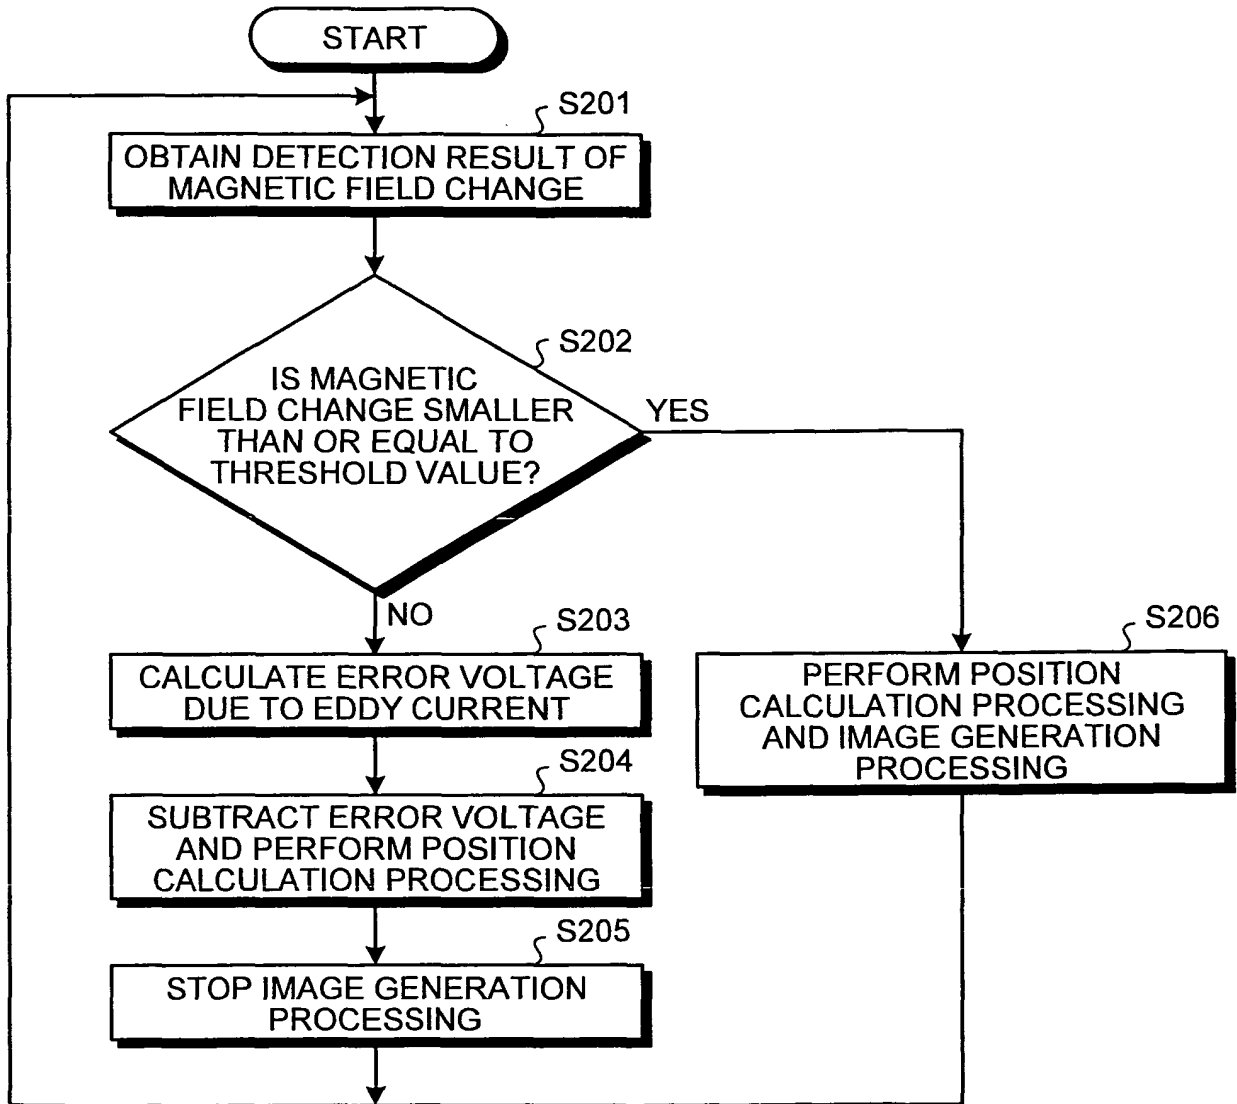 START
S201
OBTAIN DETECTION RESULT OF
MAGNETIC FIELD CHANGE
S202
IS MAGNETIC
FIELD CHANGE SMALLER
THAN OR EQUAL TO
THRESHOLD VALUE?
YES
NO
S203
CALCULATE ERROR VOLTAGE
DUE TO EDDY CURRENT
S204
SUBTRACT ERROR VOLTAGE
AND PERFORM POSITION
CALCULATION PROCESSING
S205
STOP IMAGE GENERATION
PROCESSING
S206
PERFORM POSITION
CALCULATION PROCESSING
AND IMAGE GENERATION
PROCESSING